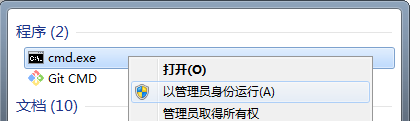 程序 (2)
cmd.exe
Git CMD
文档 (10)
打开(O)
以管理员身份运行(A)
管理员取得所有权